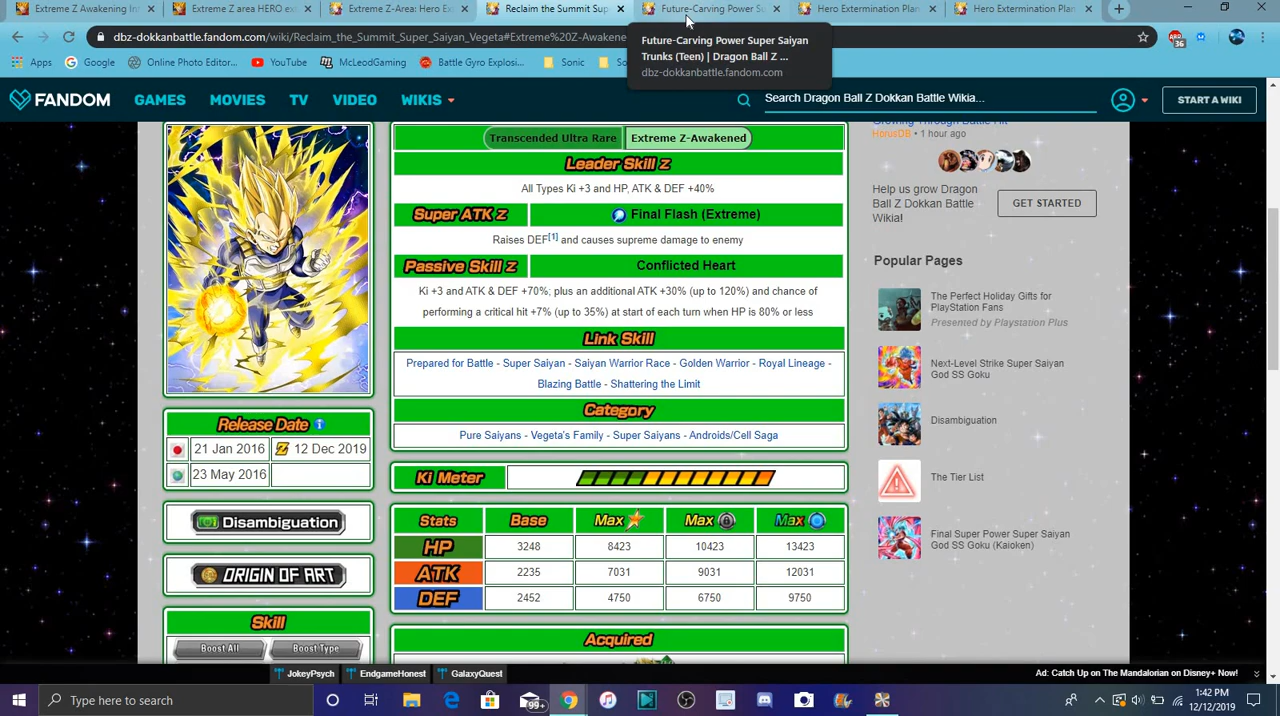 Extreme Z Awakening In
Extreme Z area HERO ex
Extreme Z-Area: Hero Ex
Reclaim the Summit Sup
Future-Carving Power S
Hero Extermination Plan
Hero Extermination Plan
dbz-dokkanbattle.fandom.com/wiki/Reclaim_the_Summit_Super_Saiyan_Vegeta#Extreme%20Z-Awakene
36
Future-Carving Power Super Saiyan
Trunks (Teen) | Dragon Ball Z ...
dbz-dokkanbattle.fandom.com
Apps
Google
Online Photo Editor
YouTube
McLeodGaming
Battle Gyro Explosi...
Sonic
FANDOM
GAMES
MOVIES
TV
VIDEO
WIKIS
Search Dragon Ball Z Dokkan Battle Wikia...
START A WIKI
Transcended Ultra Rare
Extreme Z-Awakened
Leader Skill Z
All Types Ki +3 and HP, ATK & DEF +40%
Super ATK Z
Final Flash (Extreme)
Raises DEF[1] and causes supreme damage to enemy
Passive Skill Z
Conflicted Heart
Ki +3 and ATK & DEF +70%; plus an additional ATK +30% (up to 120%) and chance of
performing a critical hit +7% (up to 35%) at start of each turn when HP is 80% or less
Link Skill
Prepared for Battle - Super Saiyan - Saiyan Warrior Race - Golden Warrior - Royal Lineage -
Blazing Battle - Shattering the Limit
Category
Pure Saiyans - Vegeta's Family - Super Saiyans - Androids/Cell Saga
Ki Meter
Stats Base Max Max Max
HP 3248 8423 10423 13423
ATK 2235 7031 9031 12031
DEF 2452 4750 6750 9750
Acquired
Release Date
21 Jan 2016 Z 12 Dec 2019
23 May 2016
Disambiguation
ORIGIN OF ART
Skill
Boost All
Boost Type
Growing Through Battle Hit
HorusDB • 1 hour ago
Help us grow Dragon
Ball Z Dokkan Battle
Wikia!
GET STARTED
Popular Pages
The Perfect Holiday Gifts for
PlayStation Fans
Presented by Playstation Plus
Next-Level Strike Super Saiyan
God SS Goku
Disambiguation
The Tier List
Final Super Power Super Saiyan
God SS Goku (Kaioken)
JokeyPsych
EndgameHonest
GalaxyQuest
Ad: Catch Up on The Mandalorian on Disney+ Now!
Type here to search
99+
1:42 PM
12/12/2019